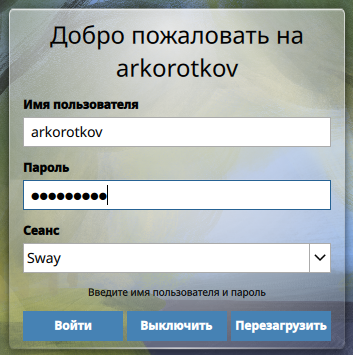 Добро пожаловать на
arkorotkov
Имя пользователя
arkorotkov
Пароль
●●●●●●●●●
Сеанс
Sway
Введите имя пользователя и пароль
Войти Выключить Перезагрузить